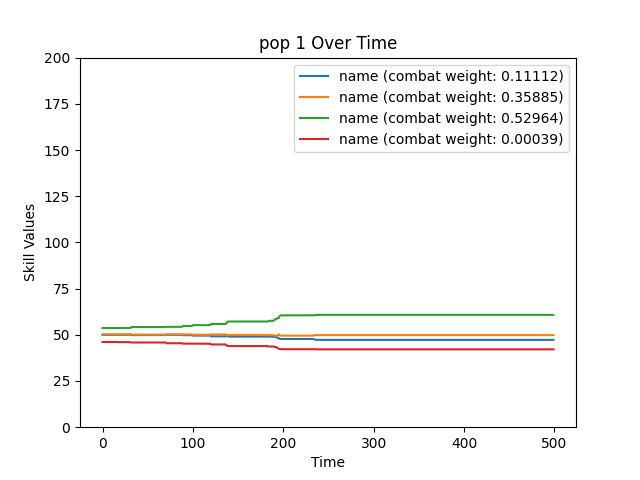 pop 1 Over Time
name (combat weight: 0.11112)
name (combat weight: 0.35885)
name (combat weight: 0.52964)
name (combat weight: 0.00039)
Skill Values
200
175
150
125
100
75
50
25
0
0 100 200 300 400 500
Time